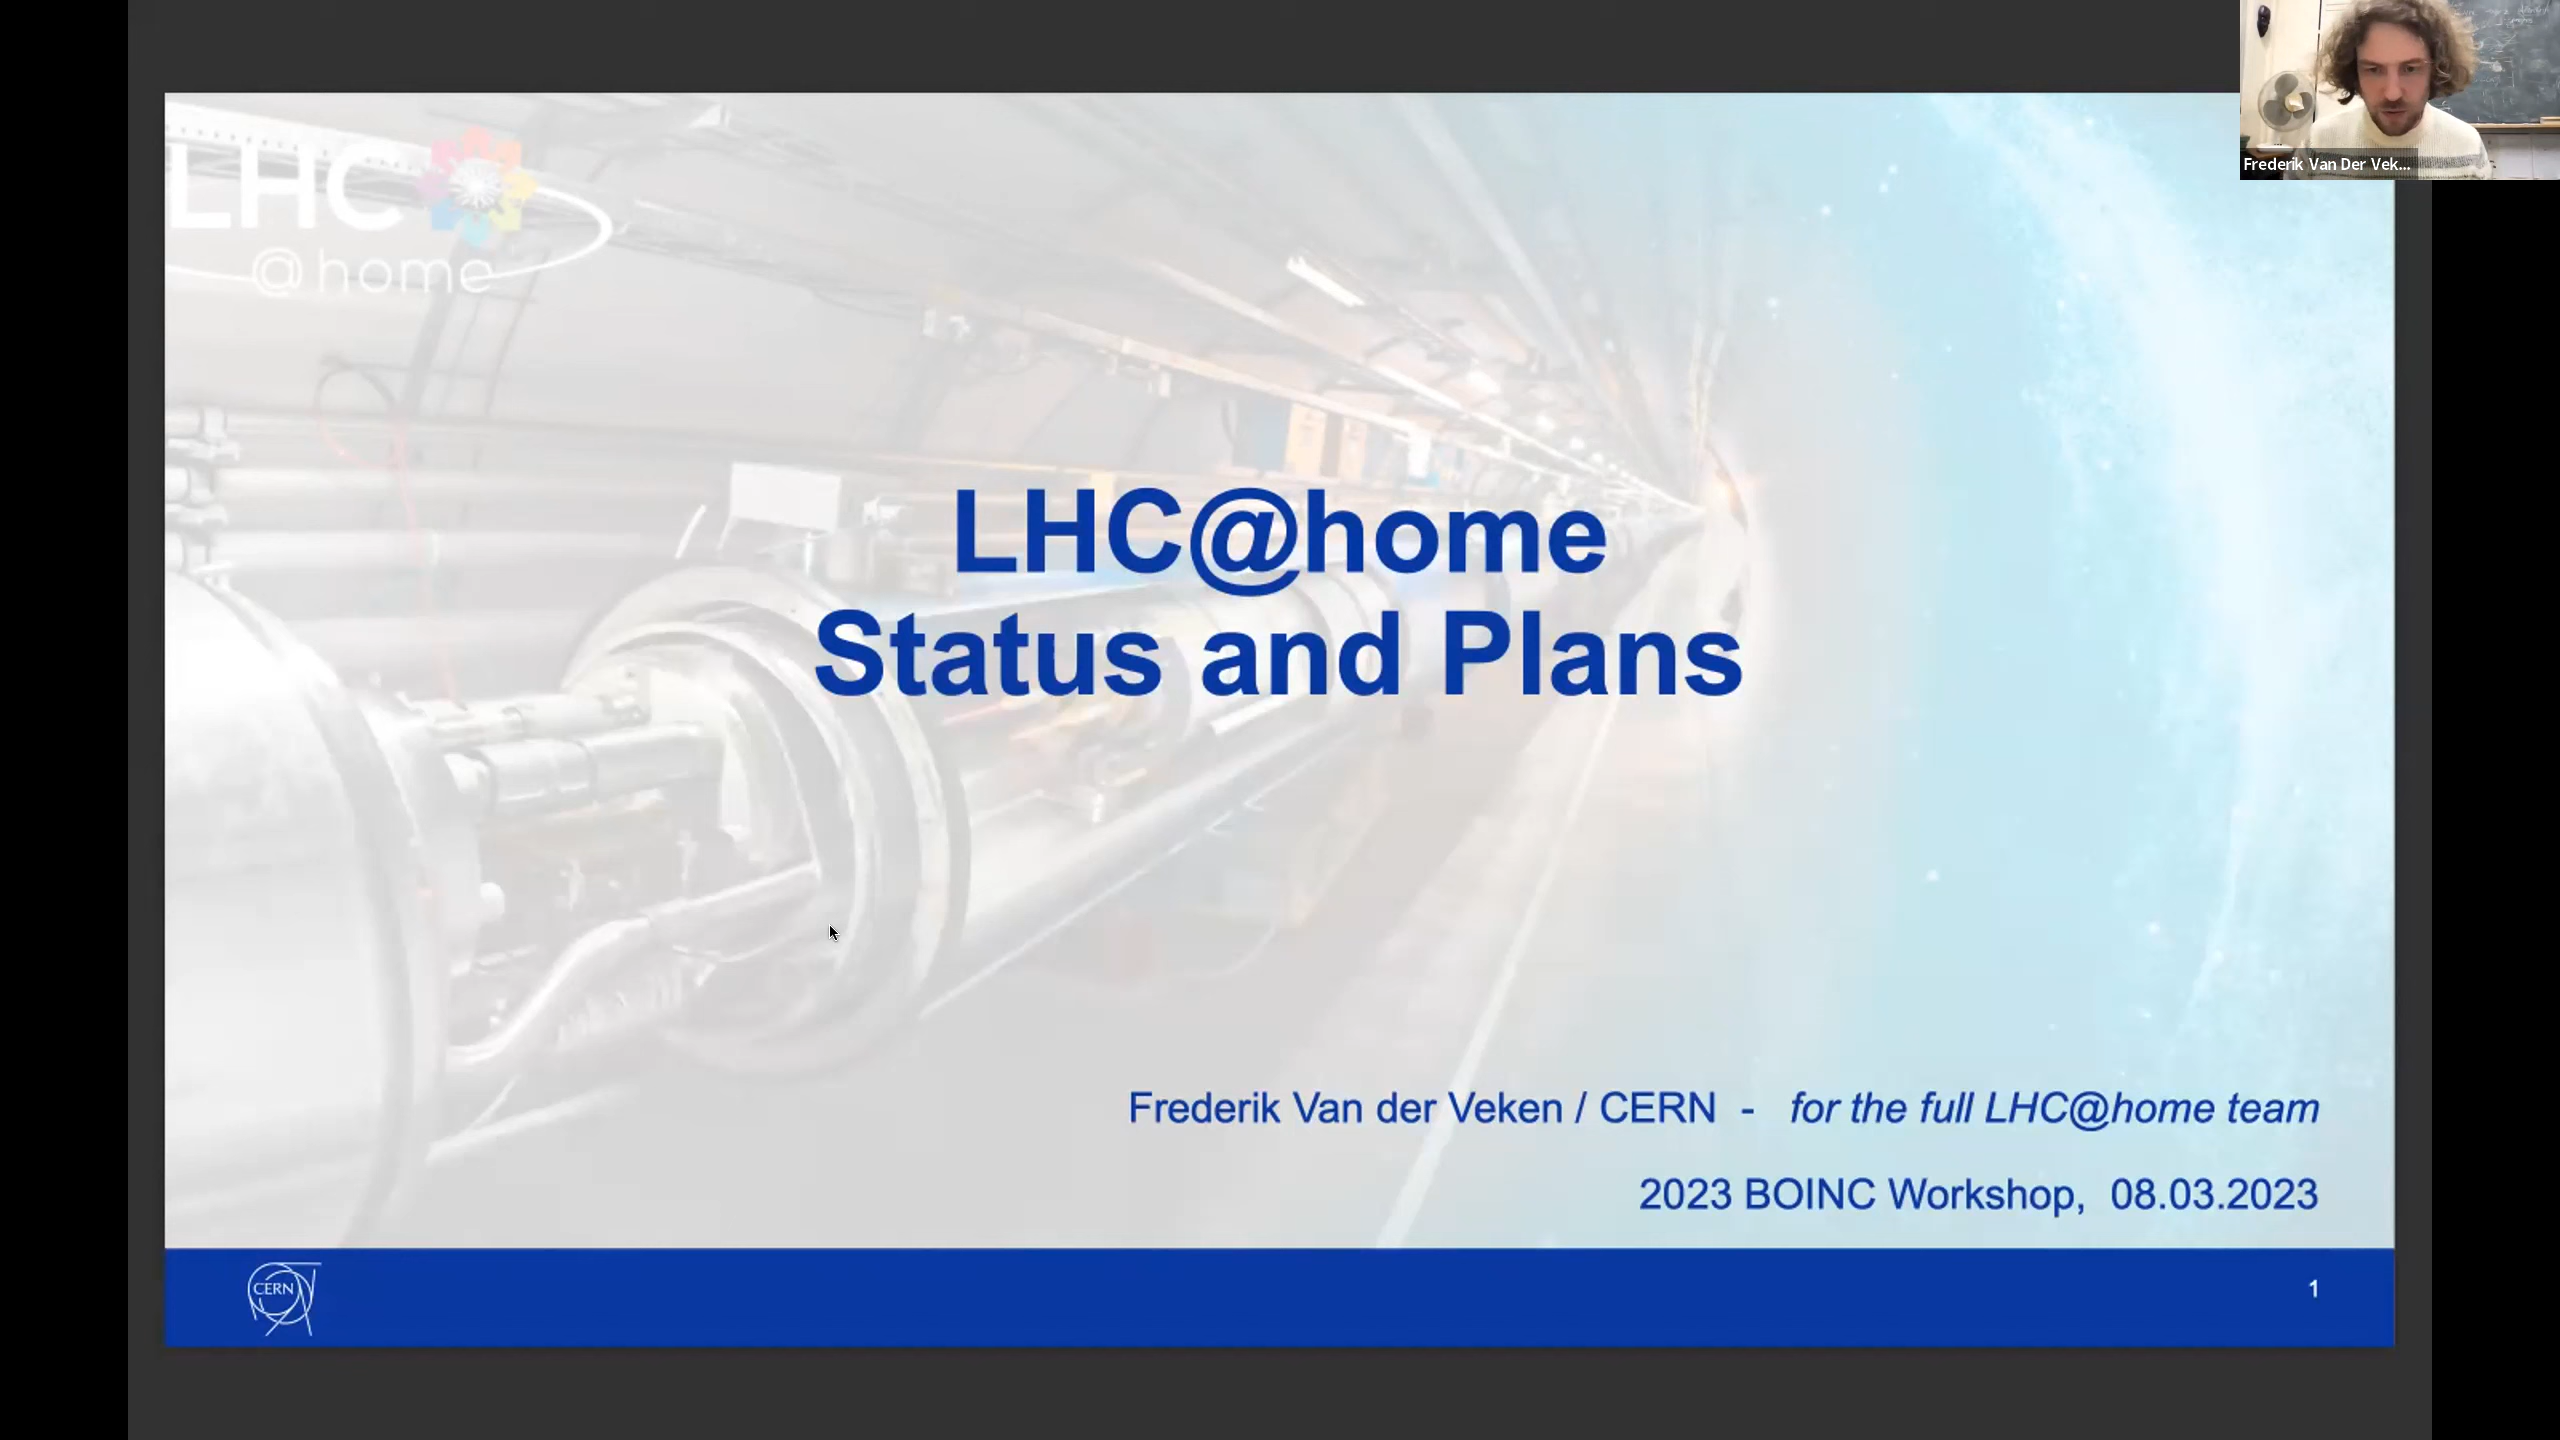 LHC
@home
Frederik Van Der Vek...
LHC@home
Status and Plans
Frederik Van der Veken / CERN - for the full LHC@home team
2023 BOINC Workshop, 08.03.2023
CERN
1